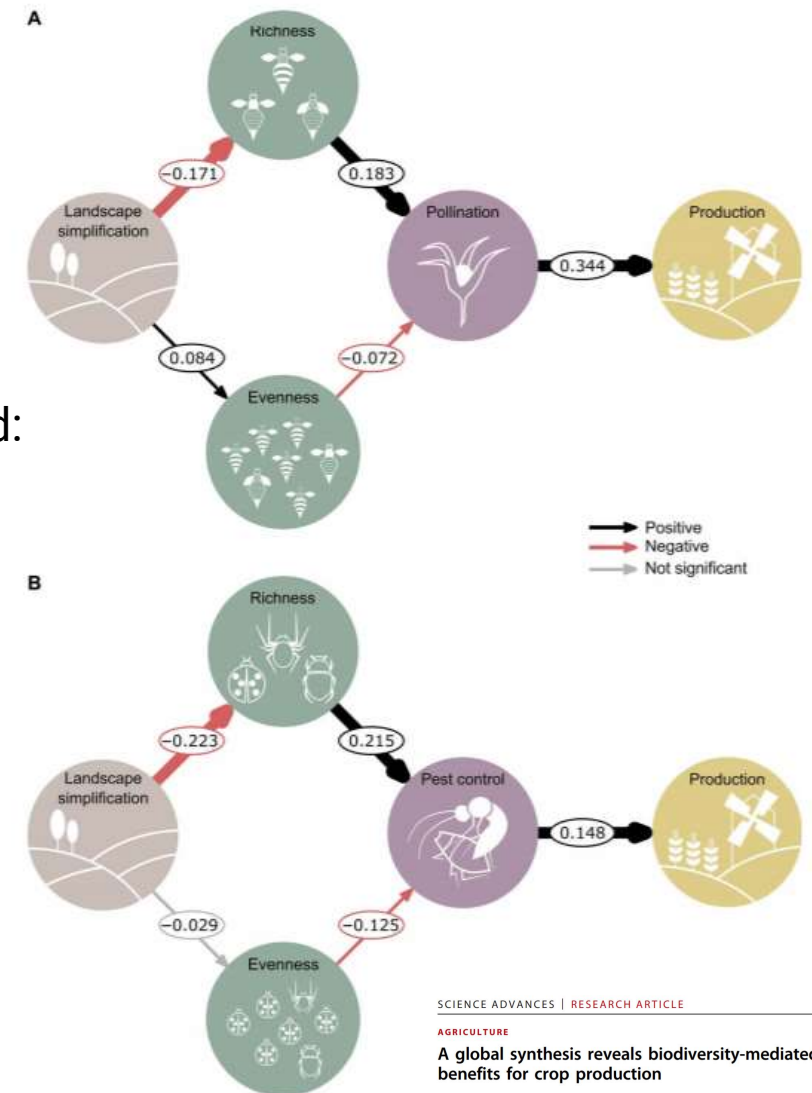 A
Richness
−0.171
0.183
Landscape
simplification
Pollination
Production
0.344
0.084
−0.072
Evenness
d:
Positive
Negative
Not significant
B
Richness
−0.223
0.215
Landscape
simplification
Pest control
Production
0.148
−0.029
−0.125
Evenness
SCIENCE ADVANCES | RESEARCH ARTICLE
AGRICULTURE
A global synthesis reveals biodiversity-mediated
benefits for crop production